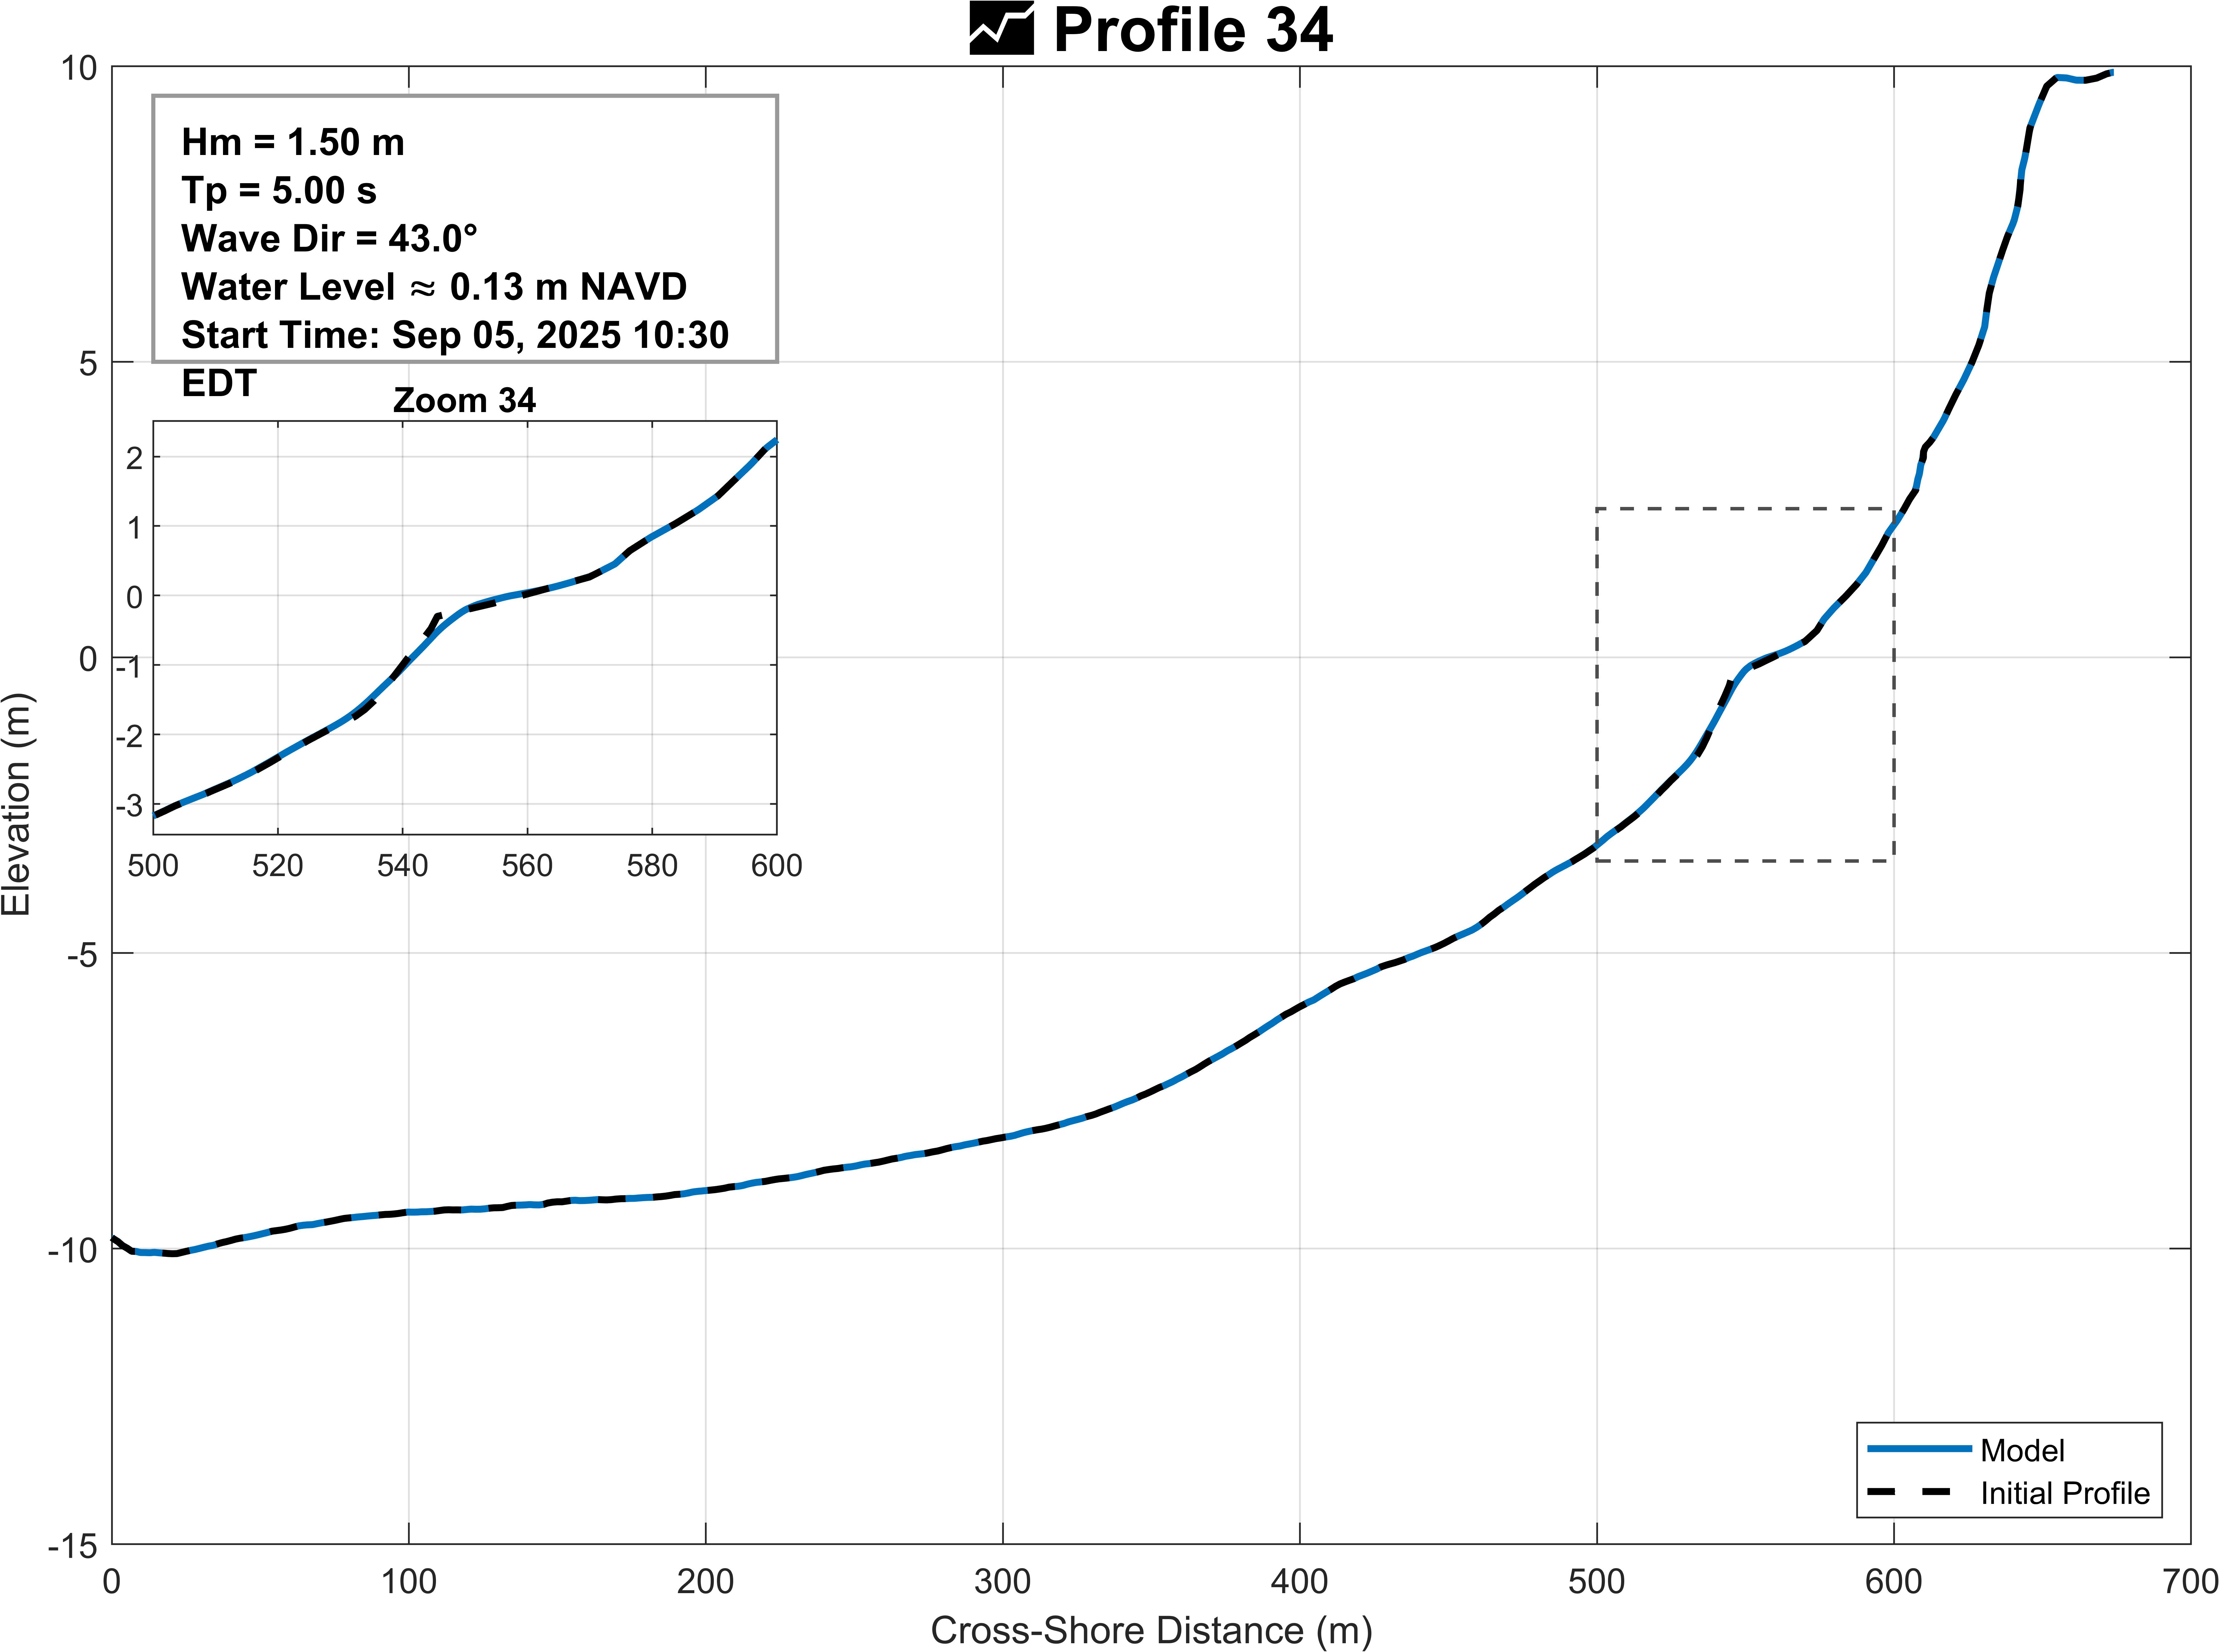 Profile 34
10
5
0
-5
-10
-15
Elevation (m)
Hm = 1.50 m
Tp = 5.00 s
Wave Dir = 43.0°
Water Level ≈ 0.13 m NAVD
Start Time: Sep 05, 2025 10:30
EDT
Zoom 34
2
1
0
-1
-2
-3
500 520 540 560 580 600
Model
Initial Profile
0 100 200 300 400 500 600 700
Cross-Shore Distance (m)